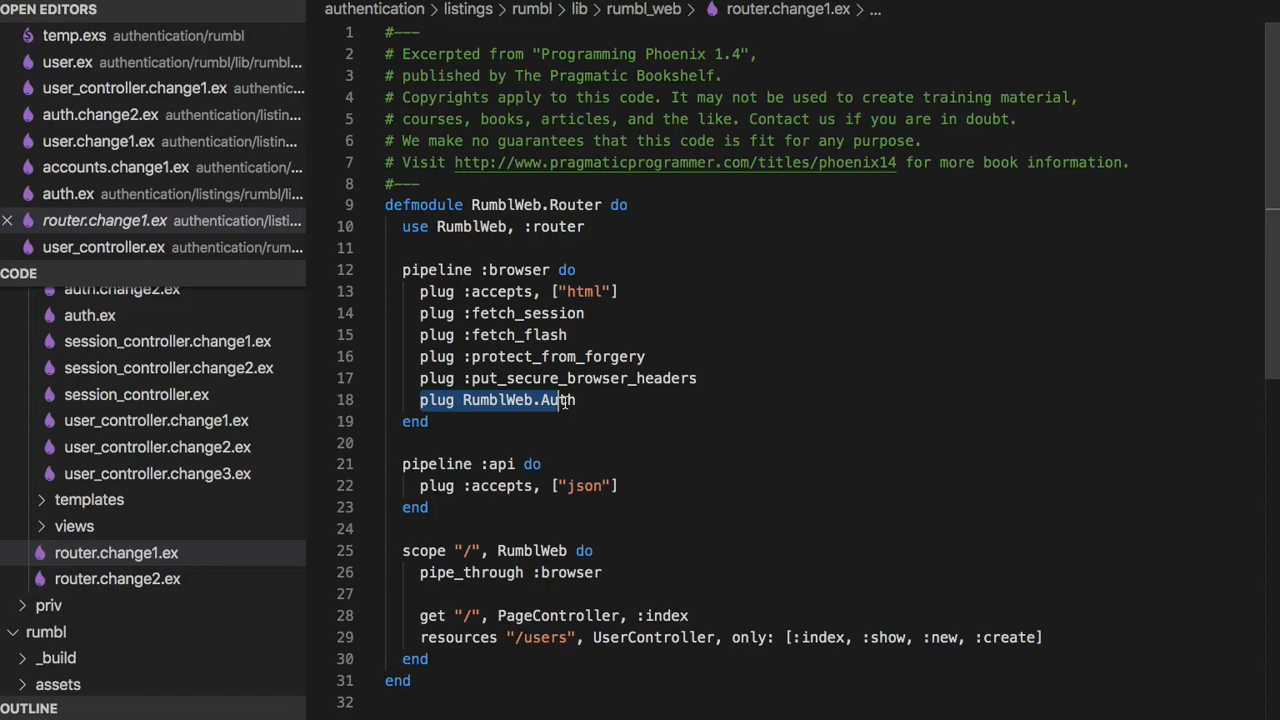 OPEN EDITORS
temp.exs authentication/rumbl
user.ex authentication/rumbl/lib/rumbl...
user_controller.change1.ex authentic...
auth.change2.ex authentication/listin...
user.change1.ex authentication/listin...
accounts.change1.ex authentication/...
auth.ex authentication/listings/rumbl/li...
router.change1.ex authentication/listi...
user_controller.ex authentication/rum...
CODE
auth.change2.ex
auth.ex
session_controller.change1.ex
session_controller.change2.ex
session_controller.ex
user_controller.change1.ex
user_controller.change2.ex
user_controller.change3.ex
templates
views
router.change1.ex
router.change2.ex
priv
rumbl
_build
assets
OUTLINE
authentication > listings > rumbl > lib > rumbl_web > router.change1.ex > ...
1 #---
2 # Excerpted from "Programming Phoenix 1.4",
3 # published by The Pragmatic Bookshelf.
4 # Copyrights apply to this code. It may not be used to create training material,
5 # courses, books, articles, and the like. Contact us if you are in doubt.
6 # We make no guarantees that this code is fit for any purpose.
7 # Visit http://www.pragmaticprogrammer.com/titles/phoenix14 for more book information.
8 #---
9 defmodule RumblWeb.Router do
10 use RumblWeb, :router
11
12 pipeline :browser do
13 plug :accepts, ["html"]
14 plug :fetch_session
15 plug :fetch_flash
16 plug :protect_from_forgery
17 plug :put_secure_browser_headers
18 plug RumblWeb.Auth
19 end
20
21 pipeline :api do
22 plug :accepts, ["json"]
23 end
24
25 scope "/", RumblWeb do
26 pipe_through :browser
27
28 get "/", PageController, :index
29 resources "/users", UserController, only: [:index, :show, :new, :create]
30 end
31 end
32